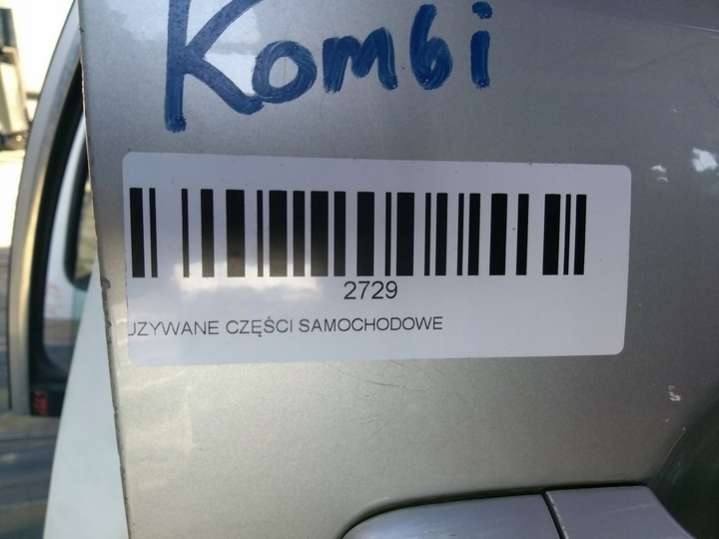 Kombi
2729
UZYWANE CZĘŚCI SAMOCHODOWE